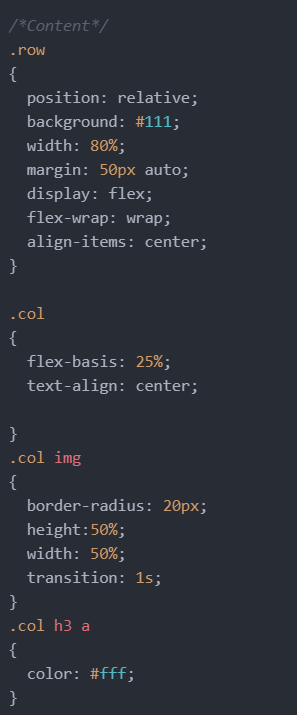 /*Content*/
.row
{
  position: relative;
  background: #111;
  width: 80%;
  margin: 50px auto;
  display: flex;
  flex-wrap: wrap;
  align-items: center;
}

.col
{
  flex-basis: 25%;
  text-align: center;

}
.col img
{
  border-radius: 20px;
  height:50%;
  width: 50%;
  transition: 1s;
}
.col h3 a
{
  color: #fff;
}